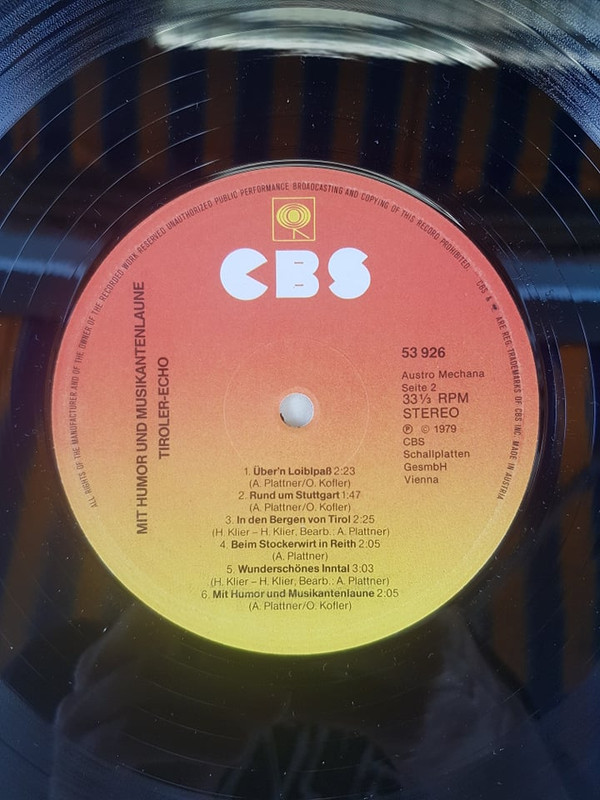 ALL RIGHTS OF THE MANUFACTURER AND OF THE OWNER OF THE RECORDED WORK RESERVED UNAUTHORIZED PUBLIC PERFORMANCE BROADCASTING AND COPYING OF THIS RECORD PROHIBITED. CBS & ARE REG. TRADEMARKS OF CBS INC. MADE IN AUSTRIA
CBS
MIT HUMOR UND MUSIKANTENLAUNE
TIROLER-ECHO
53 926
Austro Mechana
Seite 2
33⅓ RPM
STEREO
℗ © 1979
CBS
Schallplatten
GesmbH
Vienna
1. Über'n Loiblpaß 2:23
(A. Plattner/O. Kofler)
2. Rund um Stuttgart 1:47
(A. Plattner/O. Kofler)
3. In den Bergen von Tirol 2:25
(H. Klier – H. Klier, Bearb.: A. Plattner)
4. Beim Stockerwirt in Reith 2:05
(A. Plattner)
5. Wunderschönes Inntal 3:03
(H. Klier – H. Klier, Bearb.: A. Plattner)
6. Mit Humor und Musikantenlaune 2:05
(A. Plattner/O. Kofler)